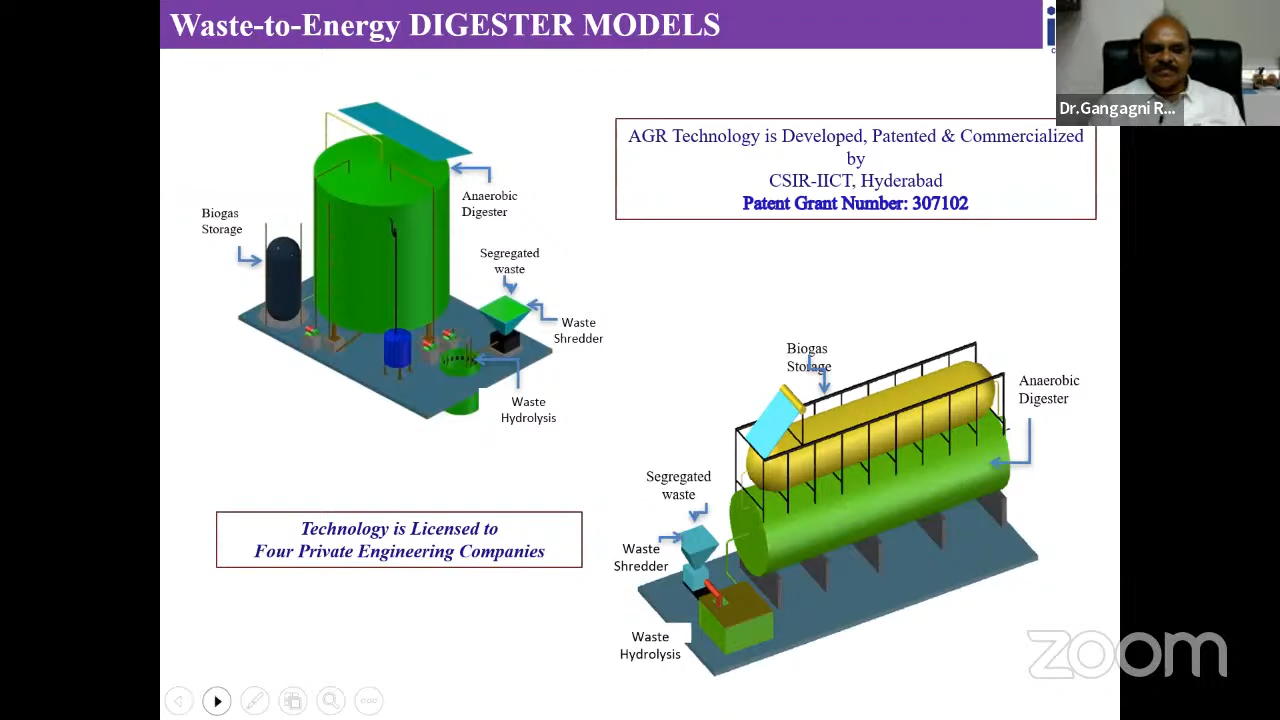 Waste-to-Energy DIGESTER MODELS
Dr.Gangagni R...
AGR Technology is Developed, Patented & Commercialized
by
CSIR-IICT, Hyderabad
Patent Grant Number: 307102
Anaerobic
Digester
Biogas
Storage
Segregated
waste
Waste
Shredder
Waste
Hydrolysis
Biogas
Storage
Anaerobic
Digester
Segregated
waste
Waste
Shredder
Waste
Hydrolysis
Technology is Licensed to
Four Private Engineering Companies
zoom